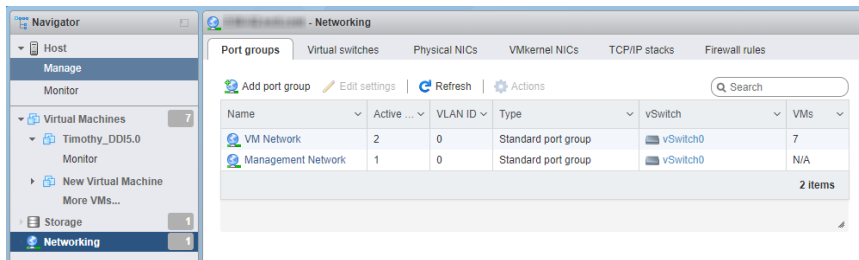 Navigator
Host
Manage
Monitor
Virtual Machines 7
Timothy_DDI5.0
Monitor
New Virtual Machine
More VMs...
Storage 1
Networking 1
- Networking
Port groups Virtual switches Physical NICs VMkernel NICs TCP/IP stacks Firewall rules
Add port group Edit settings Refresh Actions Search
Name Active ... VLAN ID Type vSwitch VMs
VM Network 2 0 Standard port group vSwitch0 7
Management Network 1 0 Standard port group vSwitch0 N/A
2 items